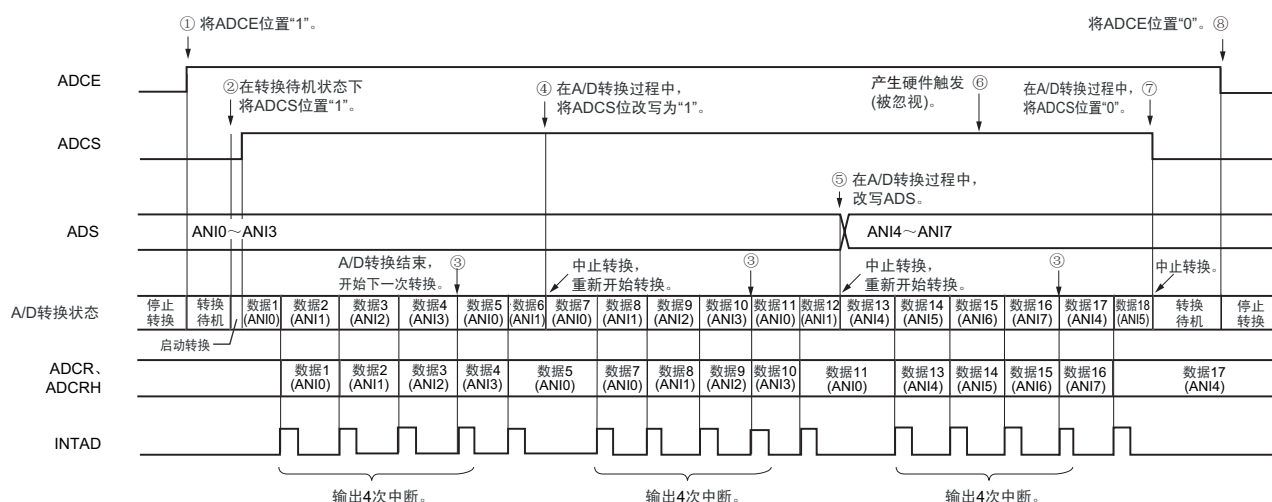 ① 将ADCE位置“1”。
将ADCE位置“0”。 ⑧
ADCE
② 在转换待机状态下
将ADCS位置“1”。
④ 在A/D转换过程中，
将ADCS位改写为“1”。
产生硬件触发 ⑥
(被忽视)。
在A/D转换过程中， ⑦
将ADCS位置“0”。
ADCS
⑤ 在A/D转换过程中，
改写ADS。
ADS
ANI0～ANI3
ANI4～ANI7
A/D转换结束， ③
开始下一次转换。
中止转换，
重新开始转换。
③
中止转换，
重新开始转换。
③
中止转换。
A/D转换状态
停止 转换 数据1 数据2 数据3 数据4 数据5 数据6 数据7 数据8 数据9 数据10 数据11 数据12 数据13 数据14 数据15 数据16 数据17 数据18 转换 停止
转换 待机 (ANI0) (ANI1) (ANI2) (ANI3) (ANI0) (ANI1) (ANI0) (ANI1) (ANI2) (ANI3) (ANI0) (ANI1) (ANI4) (ANI5) (ANI6) (ANI7) (ANI4) (ANI5) 待机 转换
启动转换
ADCR、
ADCRH
数据1 数据2 数据3 数据4 数据5 数据7 数据8 数据9 数据10 数据11 数据13 数据14 数据15 数据16 数据17
(ANI0) (ANI1) (ANI2) (ANI3) (ANI0) (ANI0) (ANI1) (ANI2) (ANI3) (ANI0) (ANI4) (ANI5) (ANI6) (ANI7) (ANI4)
INTAD
输出4次中断。
输出4次中断。
输出4次中断。